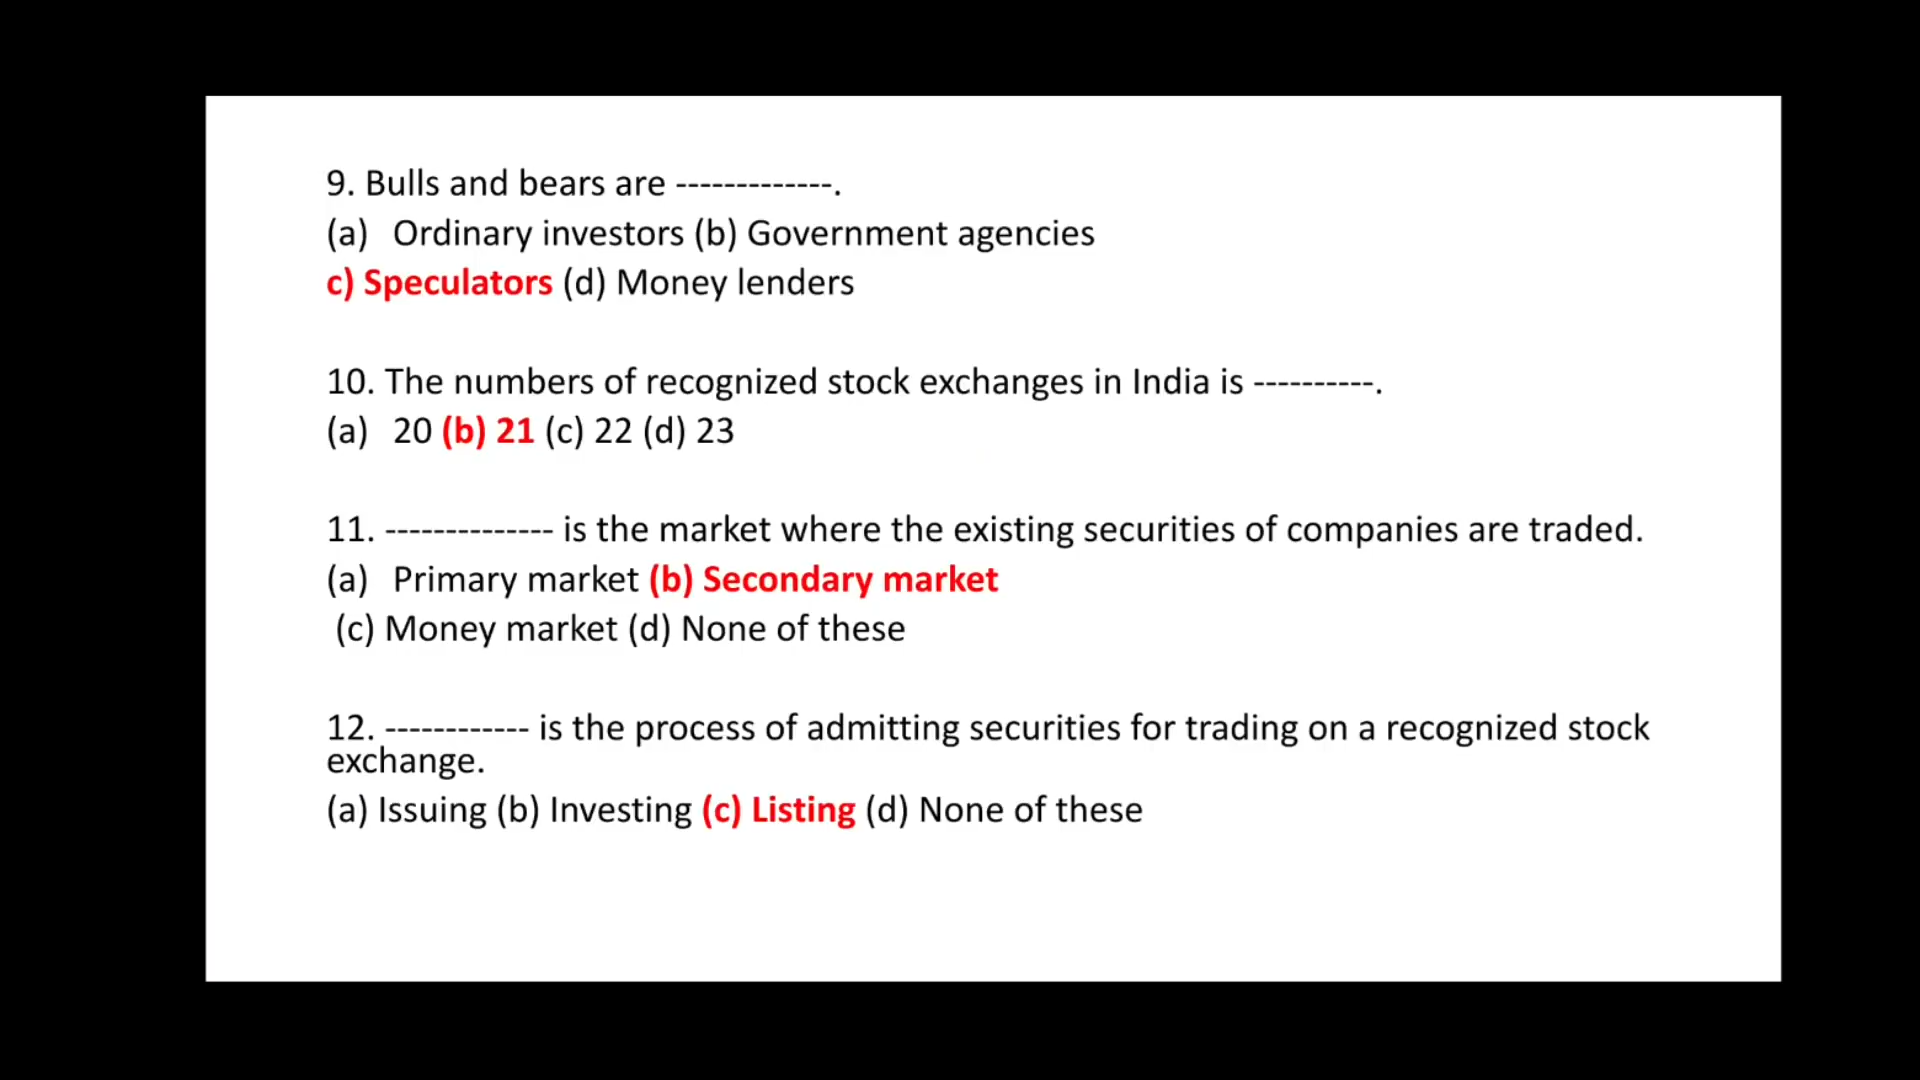 9. Bulls and bears are -------------.
(a) Ordinary investors (b) Government agencies
c) Speculators (d) Money lenders
10. The numbers of recognized stock exchanges in India is ----------.
(a) 20 (b) 21 (c) 22 (d) 23
11. -------------- is the market where the existing securities of companies are traded.
(a) Primary market (b) Secondary market
(c) Money market (d) None of these
12. ------------ is the process of admitting securities for trading on a recognized stock
exchange.
(a) Issuing (b) Investing (c) Listing (d) None of these